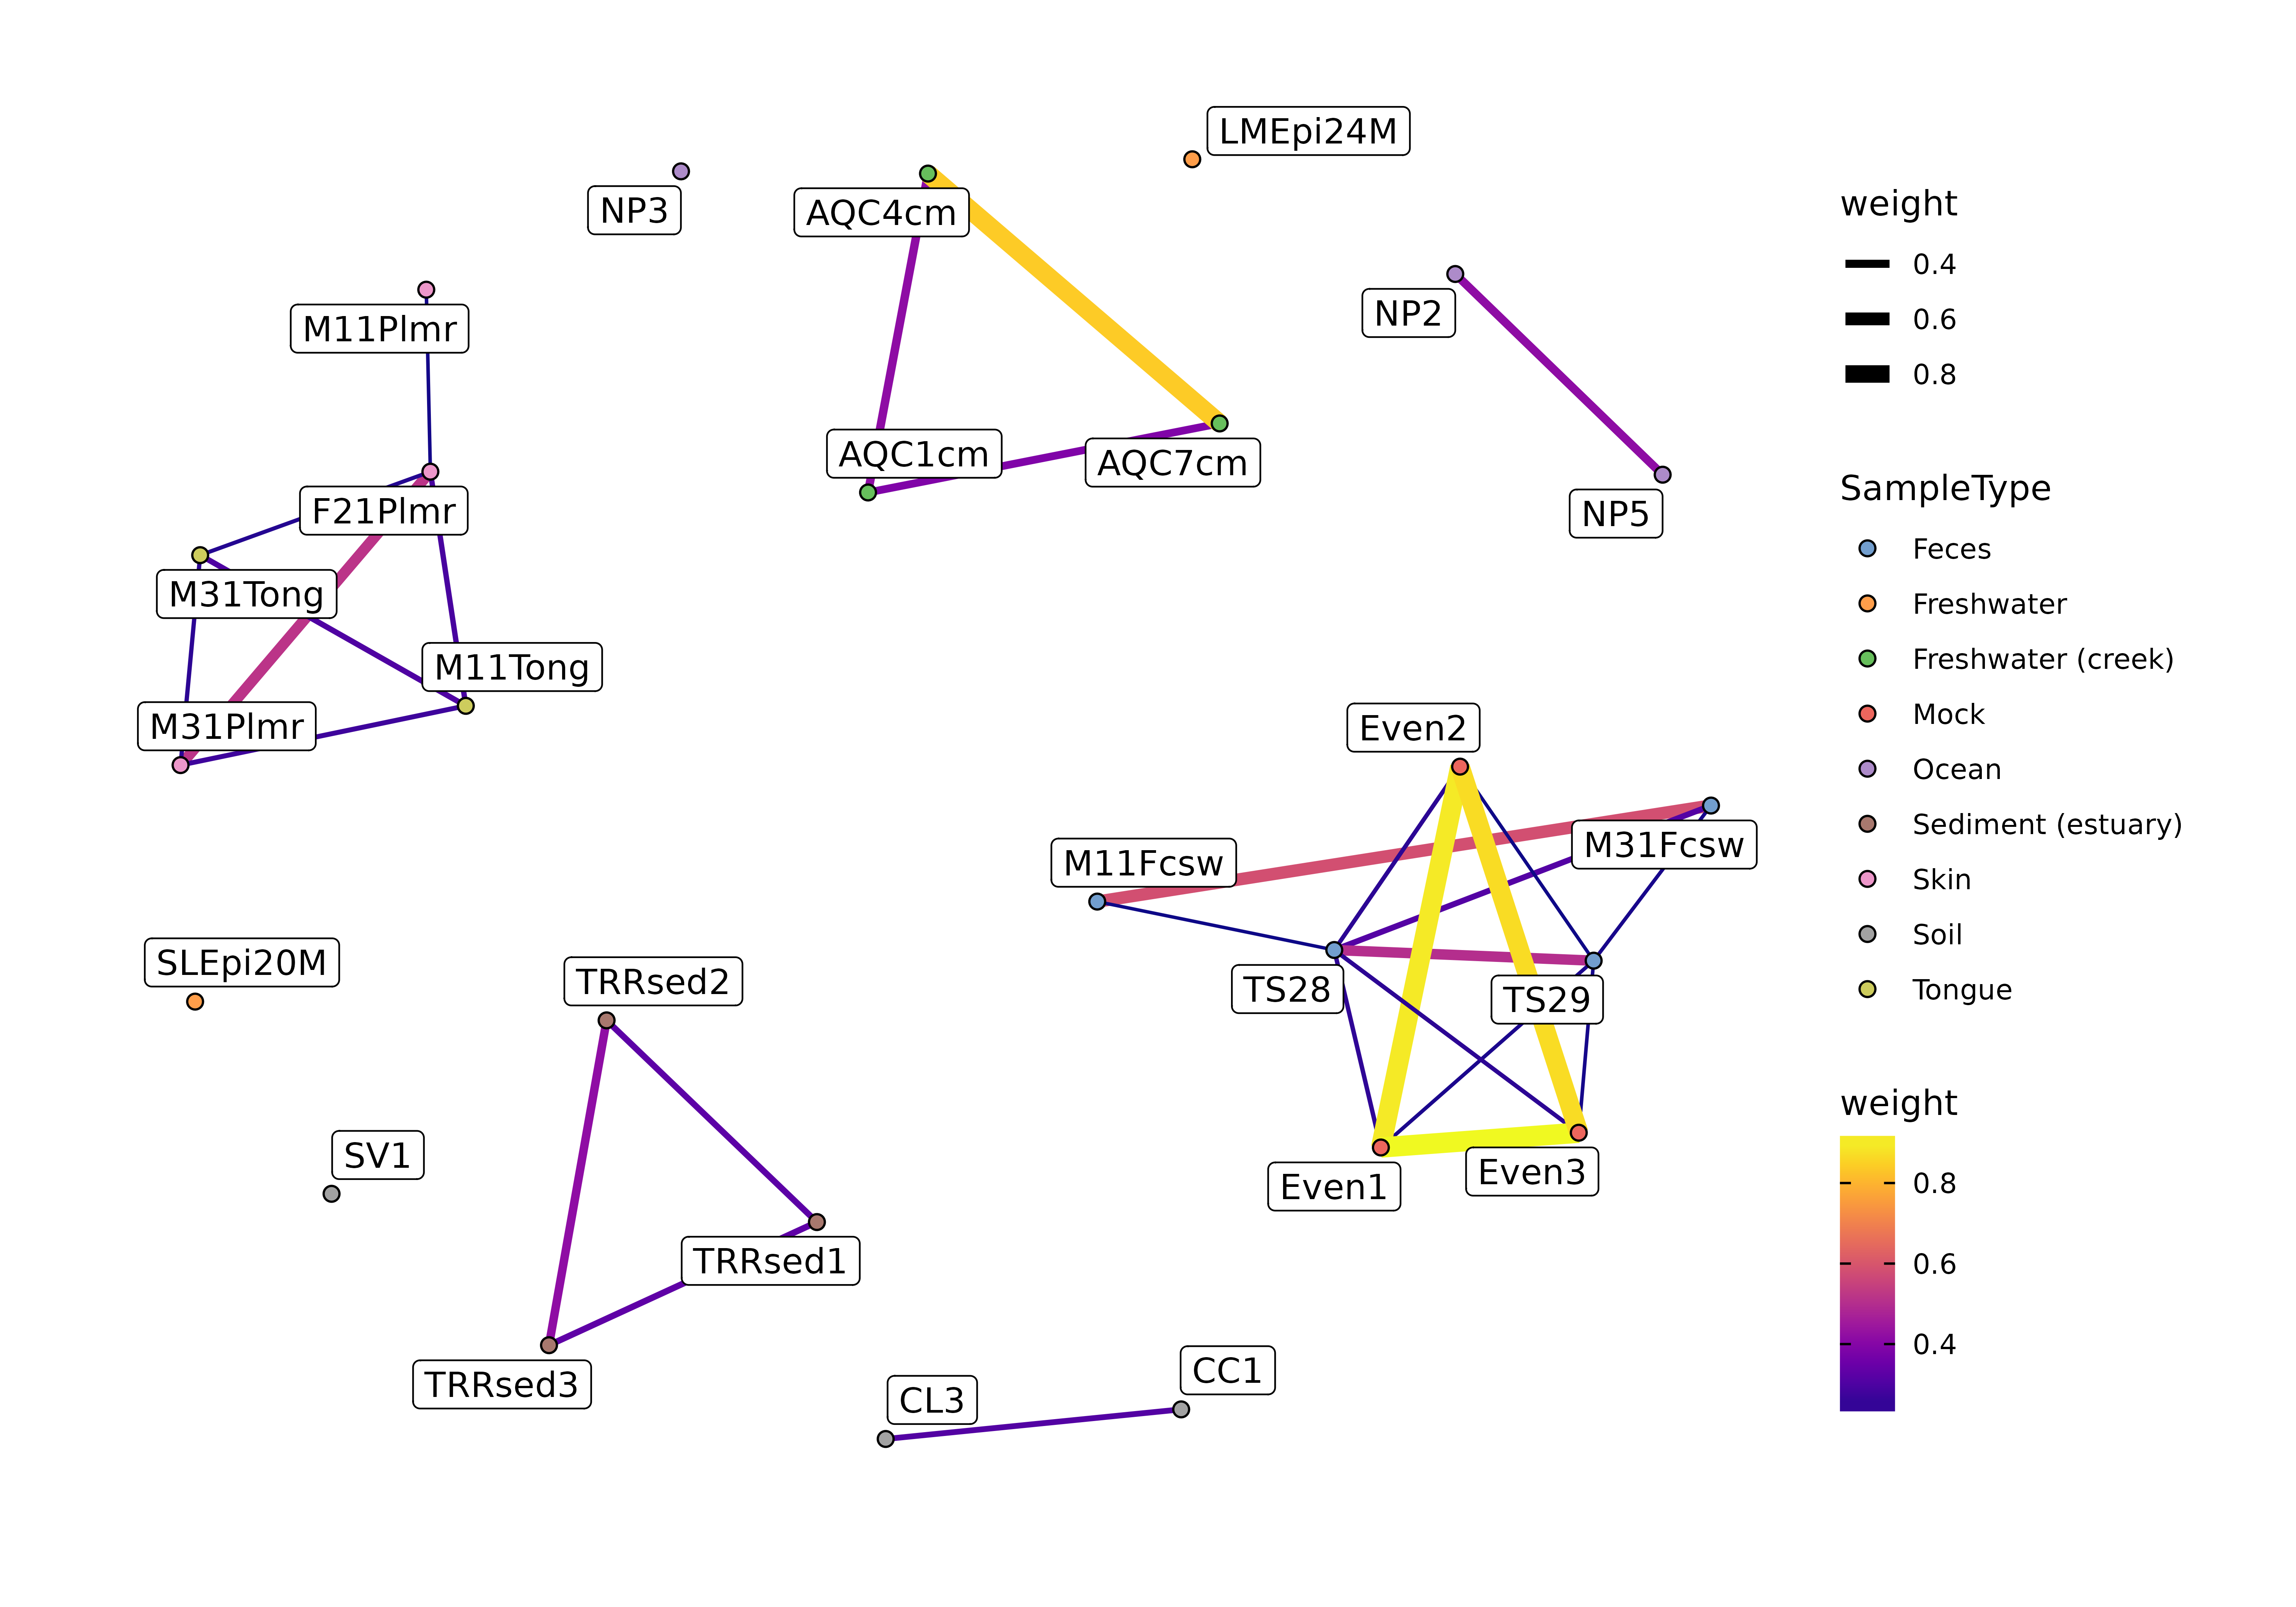 LMEpi24M
NP3
AQC4cm
NP2
M11Plmr
AQC1cm
AQC7cm
F21Plmr
NP5
M31Tong
M11Tong
M31Plmr
Even2
M31Fcsw
M11Fcsw
SLEpi20M
TRRsed2
TS28
TS29
SV1
Even3
Even1
TRRsed1
TRRsed3
CC1
CL3
weight
0.4
0.6
0.8
SampleType
Feces
Freshwater
Freshwater (creek)
Mock
Ocean
Sediment (estuary)
Skin
Soil
Tongue
weight
0.8
0.6
0.4